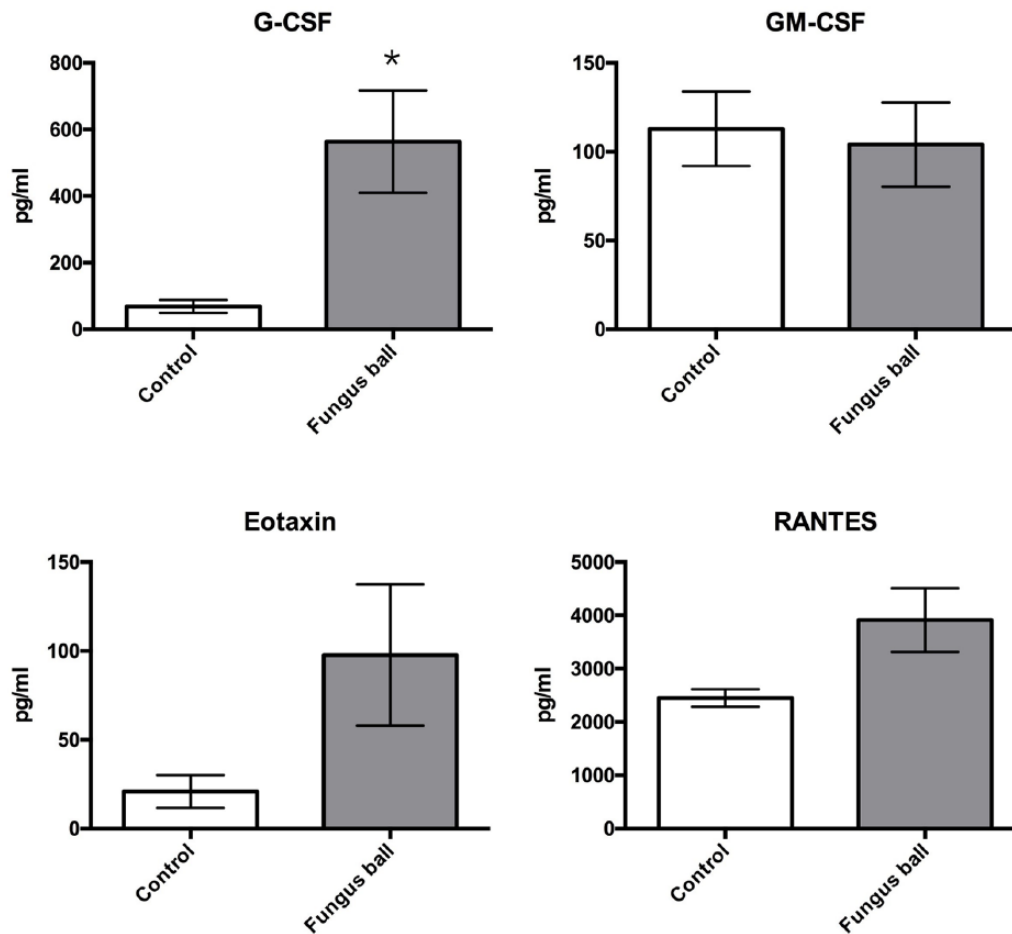 G-CSF
800
600
400
200
0
pg/ml
*
Control
Fungus ball
GM-CSF
150
100
50
0
pg/ml
Control
Fungus ball
Eotaxin
150
100
50
0
pg/ml
Control
Fungus ball
RANTES
5000
4000
3000
2000
1000
0
pg/ml
Control
Fungus ball